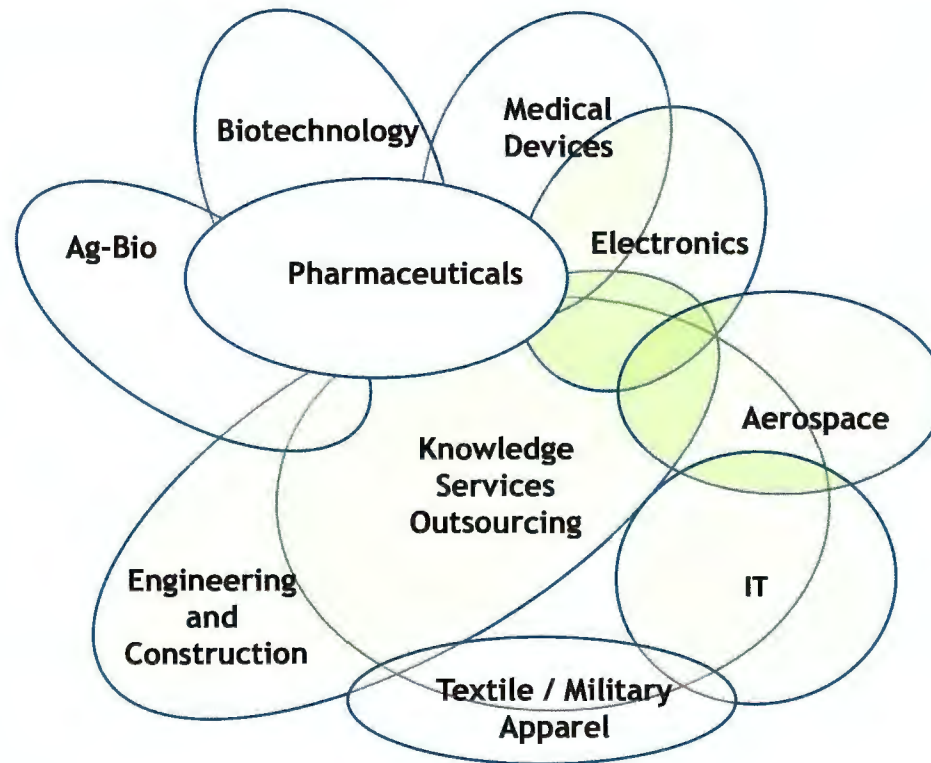 Biotechnology
Medical
Devices
Ag-Bio
Electronics
Pharmaceuticals
Aerospace
Knowledge
Services
Outsourcing
Engineering
and
Construction
IT
Textile / Military
Apparel